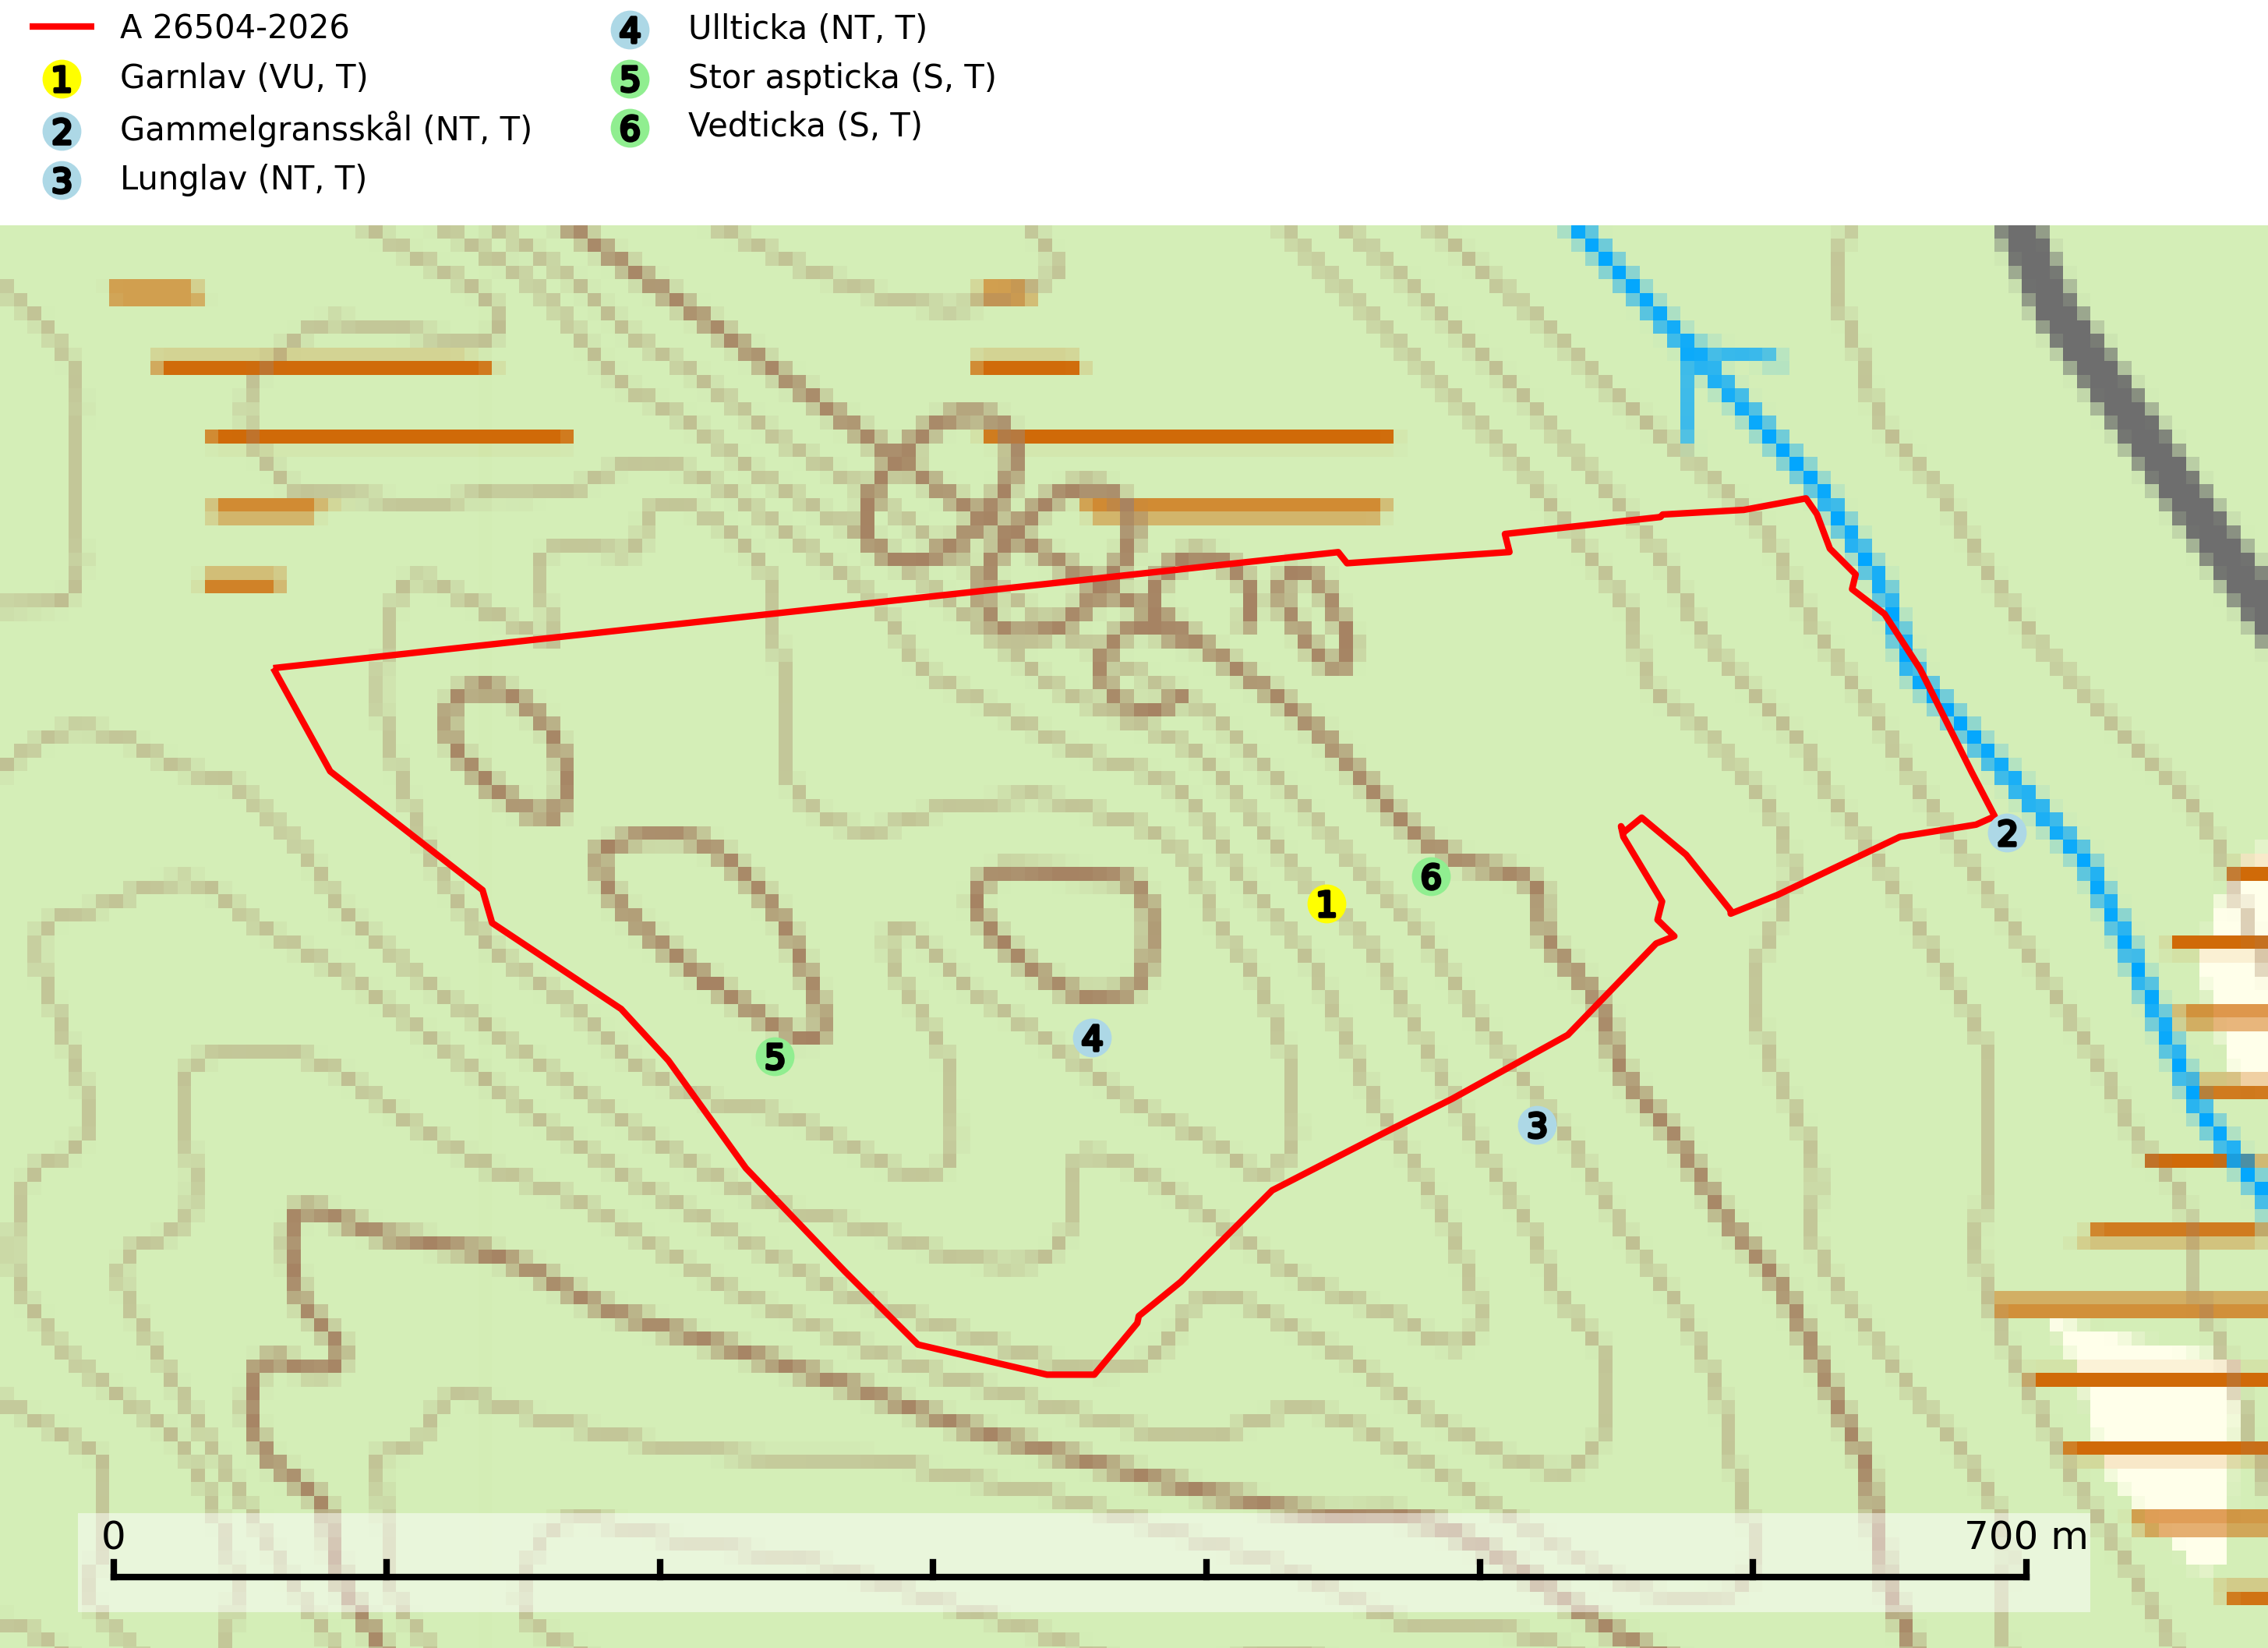 A 26504-2026
1 Garnlav (VU, T)
2 Gammelgransskål (NT, T)
3 Lunglav (NT, T)
4 Ullticka (NT, T)
5 Stor aspticka (S, T)
6 Vedticka (S, T)
2
6
1
4
5
3
0 700 m